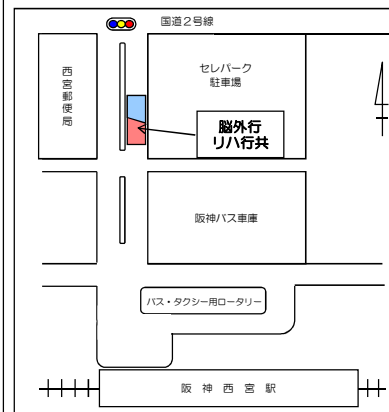 国道2号線
西宮郵便局
セレパーク
駐車場
脳外行
リハ行共
阪神バス車庫
バス・タクシー用ロータリー
阪神西宮駅